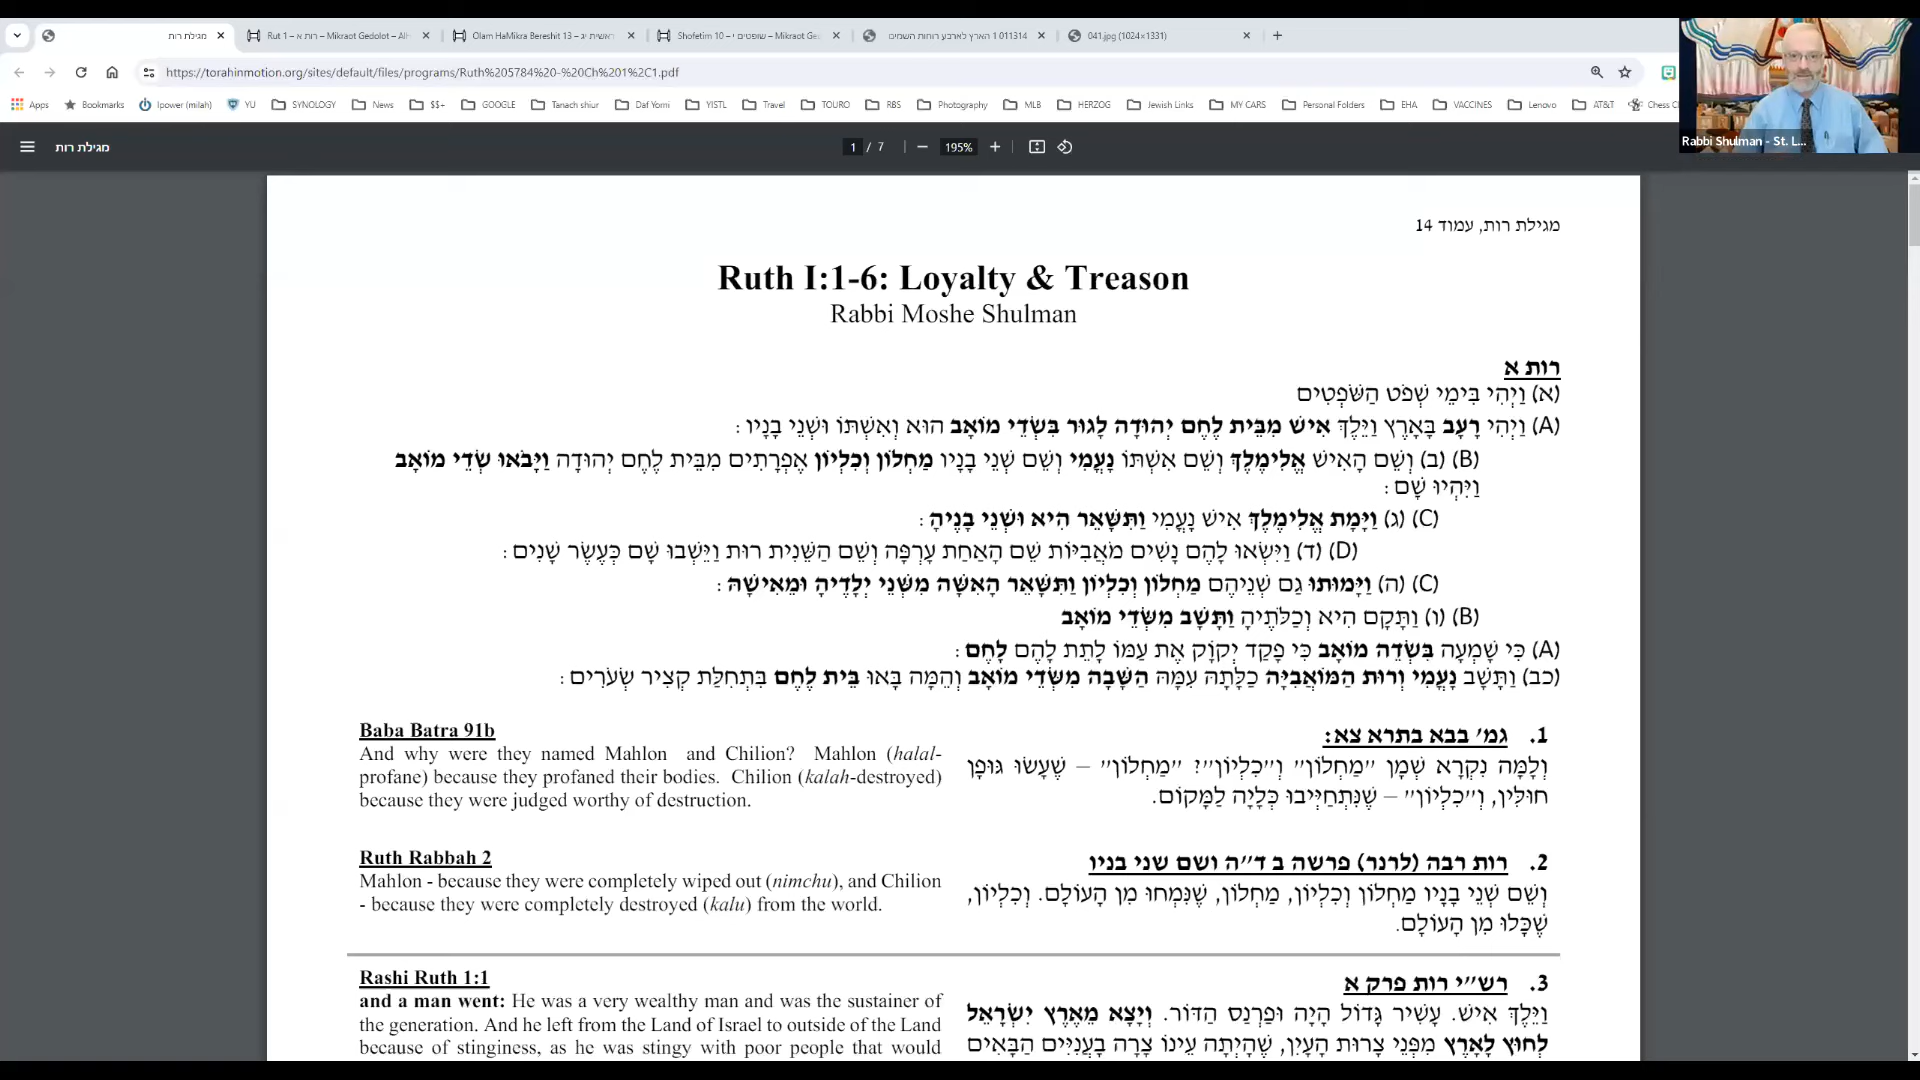 מגילת רות
Rut 1 – רות א – Mikraot Gedolot – Alh
Olam HaMikra Bereshit 13 – ראשית יג
Shofetim 10 – שופטים י – Mikraot Ge
הארץ לארבע רוחות השמים 1 011314
041.jpg (1024×1331)
https://torahinmotion.org/sites/default/files/programs/Ruth%205784%20-%20Ch%201%2C1.pdf
Apps Bookmarks Ipower (milah) YU SYNOLOGY News $$+ GOOGLE Tanach shiur Daf Yomi YISTL Travel TOURO RBS Photography MLB HERZOG Jewish Links MY CARS Personal Folders EHA VACCINES Lenovo AT&T Chess C
Rabbi Shulman - St. L...
מגילת רות
1 / 7 195%
מגילת רות, עמוד 14
Ruth I:1-6: Loyalty & Treason
Rabbi Moshe Shulman
רות א
(א) וַיְהִי בִּימֵי שְׁפֹט הַשֹּׁפְטִים
(A) וַיְהִי רָעָב בָּאָרֶץ וַיֵּלֶךְ אִישׁ מִבֵּית לֶחֶם יְהוּדָה לָגוּר בִּשְׂדֵי מוֹאָב הוּא וְאִשְׁתּוֹ וּשְׁנֵי בָנָיו :
(B) (ב) וְשֵׁם הָאִישׁ אֱלִימֶלֶךְ וְשֵׁם אִשְׁתּוֹ נָעֳמִי וְשֵׁם שְׁנֵי בָנָיו מַחְלוֹן וְכִלְיוֹן אֶפְרָתִים מִבֵּית לֶחֶם יְהוּדָה וַיָּבֹאוּ שְׂדֵי מוֹאָב
וַיִּהְיוּ שָׁם :
(C) (ג) וַיָּמָת אֱלִימֶלֶךְ אִישׁ נָעֳמִי וַתִּשָּׁאֵר הִיא וּשְׁנֵי בָנֶיהָ :
(D) (ד) וַיִּשְׂאוּ לָהֶם נָשִׁים מֹאֲבִיּוֹת שֵׁם הָאַחַת עָרְפָּה וְשֵׁם הַשֵּׁנִית רוּת וַיֵּשְׁבוּ שָׁם כְּעֶשֶׂר שָׁנִים :
(C) (ה) וַיָּמוּתוּ גַם שְׁנֵיהֶם מַחְלוֹן וְכִלְיוֹן וַתִּשָּׁאֵר הָאִשָּׁה מִשְּׁנֵי יְלָדֶיהָ וּמֵאִישָׁהּ :
(B) (ו) וַתָּקָם הִיא וְכַלֹּתֶיהָ וַתָּשָׁב מִשְּׂדֵי מוֹאָב
(A) כִּי שָׁמְעָה בִּשְׂדֵה מוֹאָב כִּי פָקַד יְקֹוָק אֶת עַמּוֹ לָתֵת לָהֶם לָחֶם :
(כב) וַתָּשָׁב נָעֳמִי וְרוּת הַמּוֹאֲבִיָּה כַלָּתָהּ עִמָּהּ הַשָּׁבָה מִשְּׂדֵי מוֹאָב וְהֵמָּה בָּאוּ בֵּית לֶחֶם בִּתְחִלַּת קְצִיר שְׂעֹרִים :
Baba Batra 91b
And why were they named Mahlon and Chilion? Mahlon (halal-
profane) because they profaned their bodies. Chilion (kalah-destroyed)
because they were judged worthy of destruction.
1. גמ' בבא בתרא צא:
וְלָמָּה נִקְרָא שְׁמָן "מַחְלוֹן" וְ"כִלְיוֹן"? "מַחְלוֹן" – שֶׁעָשׂוּ גּוּפָן
חוּלִּין, וְ"כִלְיוֹן" – שֶׁנִּתְחַיְּיבוּ כְּלָיָה לַמָּקוֹם.
Ruth Rabbah 2
Mahlon - because they were completely wiped out (nimchu), and Chilion
- because they were completely destroyed (kalu) from the world.
2. רות רבה (לרנר) פרשה ב ד"ה ושם שני בניו
וְשֵׁם שְׁנֵי בָנָיו מַחְלוֹן וְכִלְיוֹן, מַחְלוֹן, שֶׁנִּמְחוּ מִן הָעוֹלָם. וְכִלְיוֹן,
שֶׁכָּלוּ מִן הָעוֹלָם.
Rashi Ruth 1:1
and a man went: He was a very wealthy man and was the sustainer of
the generation. And he left from the Land of Israel to outside of the Land
because of stinginess, as he was stingy with poor people that would
3. רש"י רות פרק א
וַיֵּלֶךְ אִישׁ. עָשִׁיר גָּדוֹל הָיָה וּפַרְנַס הַדּוֹר. וְיָצָא מֵאֶרֶץ יִשְׂרָאֵל
לְחוּץ לָאָרֶץ מִפְּנֵי צָרוּת הָעַיִן, שֶׁהָיְתָה עֵינוֹ צָרָה בָּעֲנִיִּים הַבָּאִים